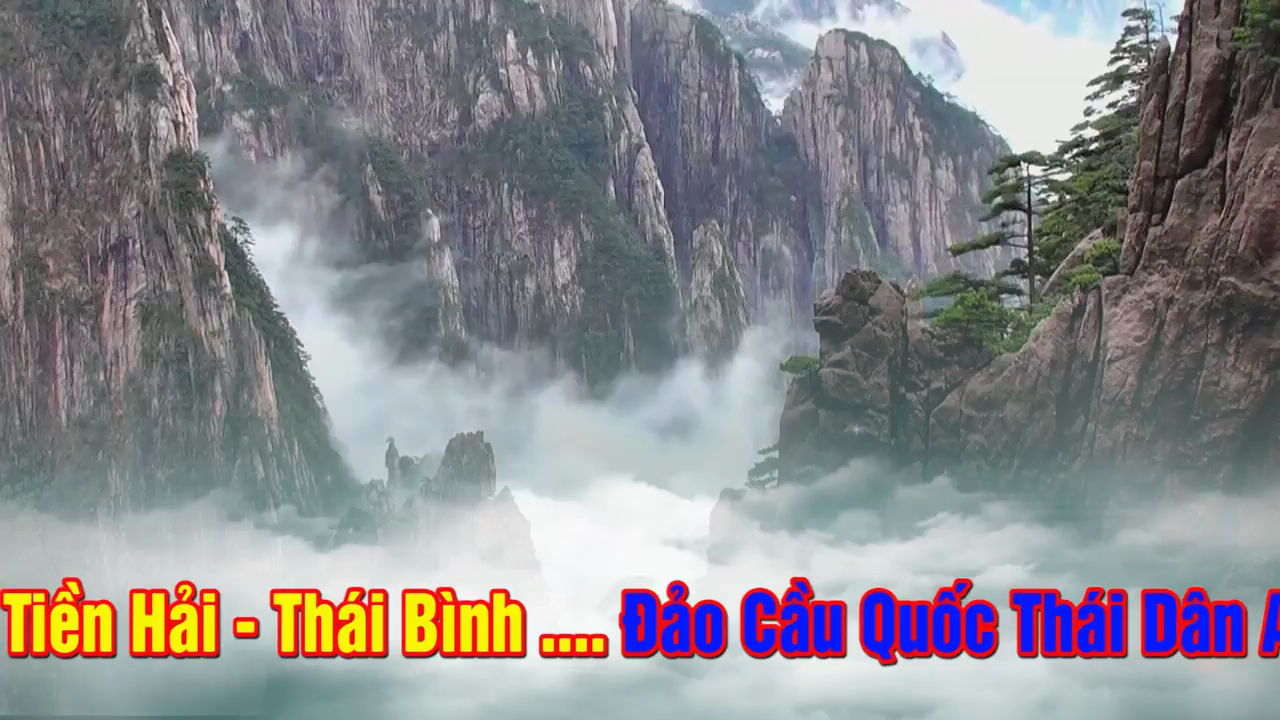 Tiền Hải - Thái Bình .... Đảo Cầu Quốc Thái Dân A